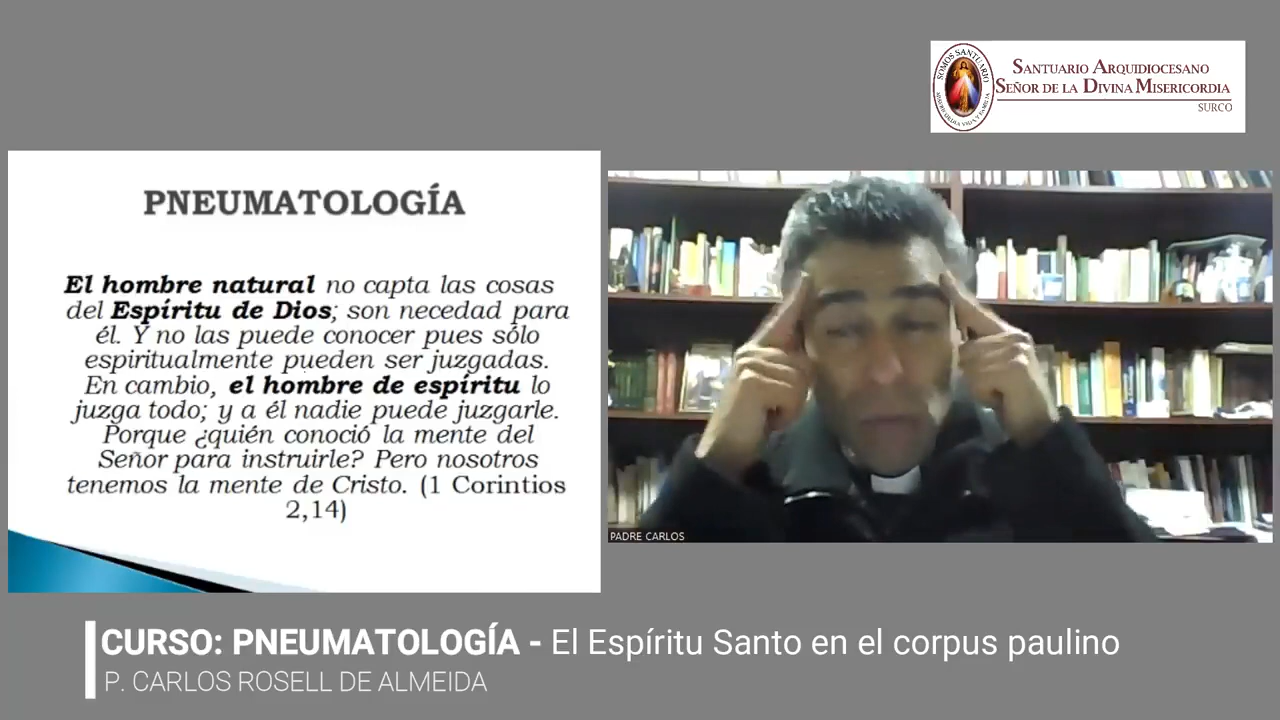 SOMOS SANTUARIO
SANTUARIO ARQUIDIOCESANO
SEÑOR DE LA DIVINA MISERICORDIA
SURCO
PNEUMATOLOGÍA
El hombre natural no capta las cosas
del Espíritu de Dios; son necedad para
él. Y no las puede conocer pues sólo
espiritualmente pueden ser juzgadas.
En cambio, el hombre de espíritu lo
juzga todo; y a él nadie puede juzgarle.
Porque ¿quién conoció la mente del
Señor para instruirle? Pero nosotros
tenemos la mente de Cristo. (1 Corintios
2,14)
PADRE CARLOS
CURSO: PNEUMATOLOGÍA - El Espíritu Santo en el corpus paulino
P. CARLOS ROSELL DE ALMEIDA